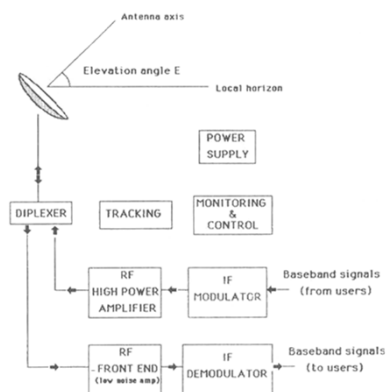 Antenna axis
Elevation angle E
Local horizon
POWER
SUPPLY
DIPLEXER
TRACKING
MONITORING
&
CONTROL
RF
HIGH POWER
AMPLIFIER
IF
MODULATOR
Baseband signals
(from users)
RF
-FRONT END
(low noise amp)
IF
DEMODULATOR
Baseband signals
(to users)